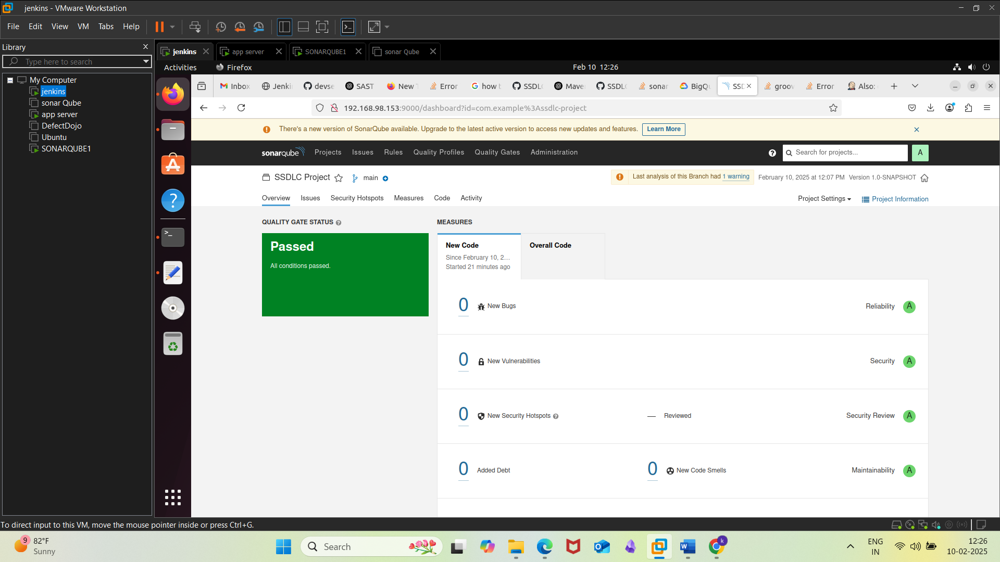 jenkins - VMware Workstation
File Edit View VM Tabs Help
Library
Type here to search
My Computer
jenkins
sonar Qube
app server
DefectDojo
Ubuntu
SONARQUBE1
jenkins app server SONARQUBE1 sonar Qube
Activities Firefox Feb 10 12:26
Inbo Jenki devse SAST New Error how t SSDL Mave SSDL sonar BigQ SSD groov Error Also:
192.168.98.153:9000/dashboard?id=com.example%3Assdlc-project
There's a new version of SonarQube available. Upgrade to the latest active version to access new updates and features. Learn More
sonarqube Projects Issues Rules Quality Profiles Quality Gates Administration Search for projects... A
SSDLC Project main Last analysis of this Branch had 1 warning February 10, 2025 at 12:07 PM Version 1.0-SNAPSHOT
Overview Issues Security Hotspots Measures Code Activity Project Settings Project Information
QUALITY GATE STATUS
Passed
All conditions passed.
MEASURES
New Code
Since February 10, 2...
Started 21 minutes ago
Overall Code
0 New Bugs Reliability A
0 New Vulnerabilities Security A
0 New Security Hotspots — Reviewed Security Review A
0 Added Debt 0 New Code Smells Maintainability A
To direct input to this VM, move the mouse pointer inside or press Ctrl+G.
9 82°F
Sunny
Search
k
ENG
IN
12:26
10-02-2025